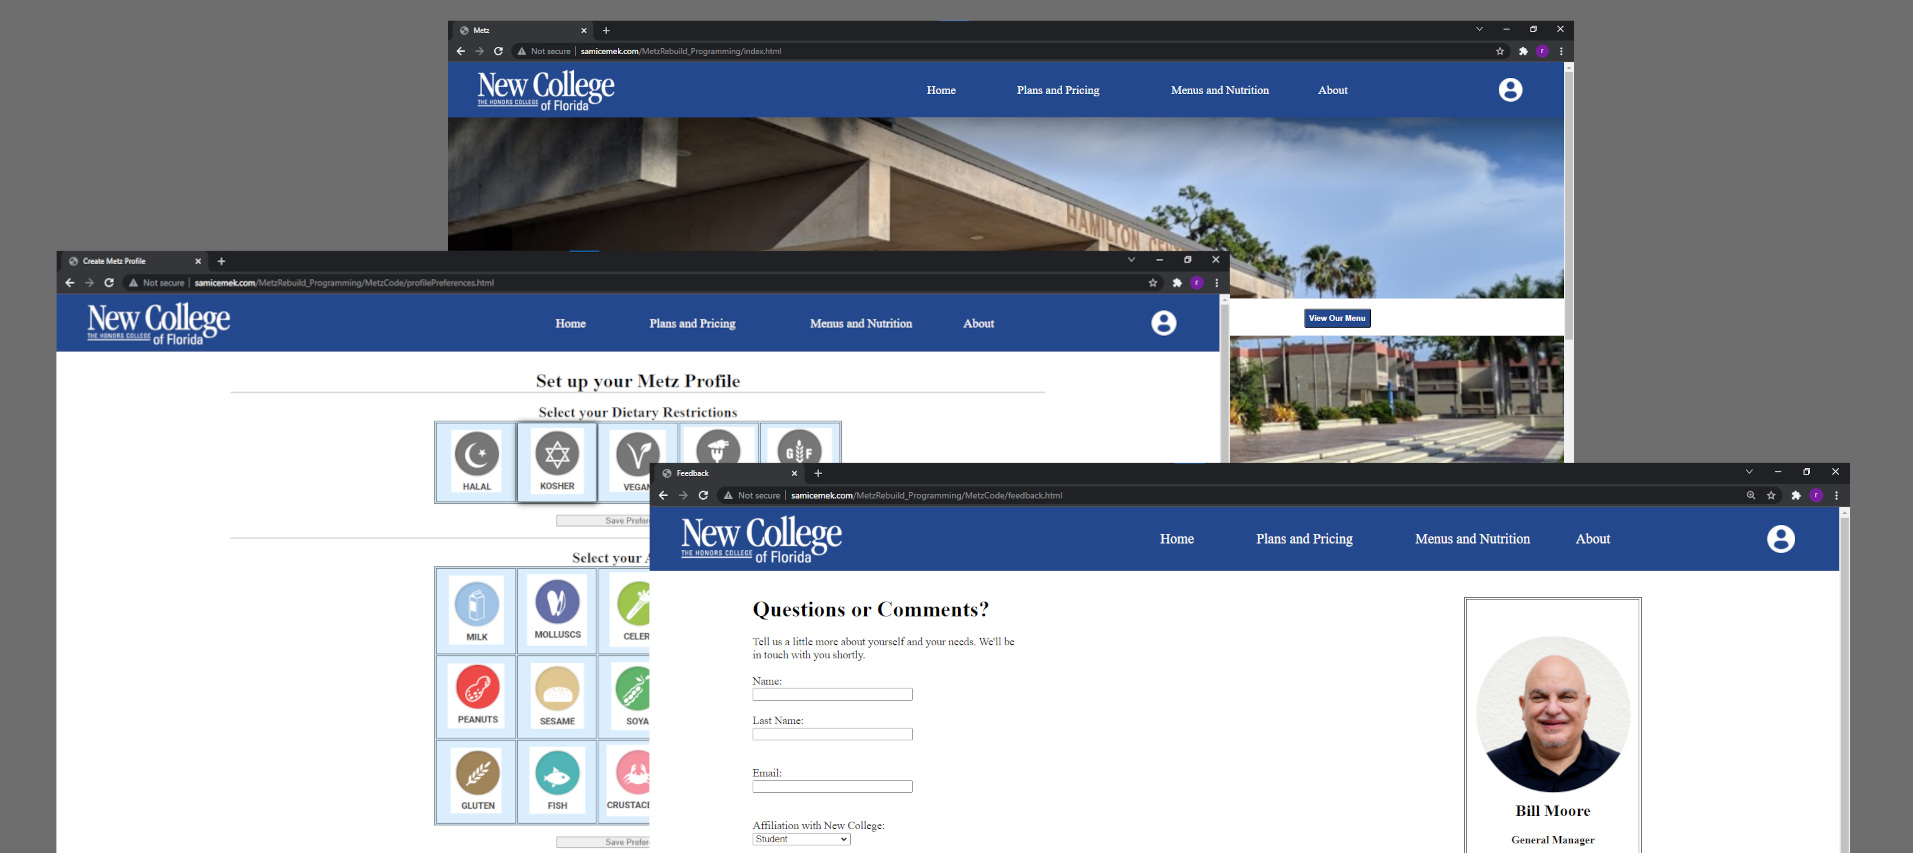 Metz
Not secure | samicemek.com/MetzRebuild_Programming/index.html
New College
THE HONORS COLLEGE
of Florida
Home
Plans and Pricing
Menus and Nutrition
About
HAMILTON
View Our Menu
Create Metz Profile
Not secure | samicemek.com/MetzRebuild_Programming/MetzCode/profilePreferences.html
New College
THE HONORS COLLEGE
of Florida
Home
Plans and Pricing
Menus and Nutrition
About
Set up your Metz Profile
Select your Dietary Restrictions
HALAL
KOSHER
VEGAN
GF
Save Prefer
Select your A
MILK
MOLLUSCS
CELER
PEANUTS
SESAME
SOYA
GLUTEN
FISH
CRUSTACE
Save Prefer
Feedback
Not secure | samicemek.com/MetzRebuild_Programming/MetzCode/feedback.html
New College
THE HONORS COLLEGE
of Florida
Home
Plans and Pricing
Menus and Nutrition
About
Questions or Comments?
Tell us a little more about yourself and your needs. We'll be
in touch with you shortly.
Name:
Last Name:
Email:
Affiliation with New College:
Student
Bill Moore
General Manager